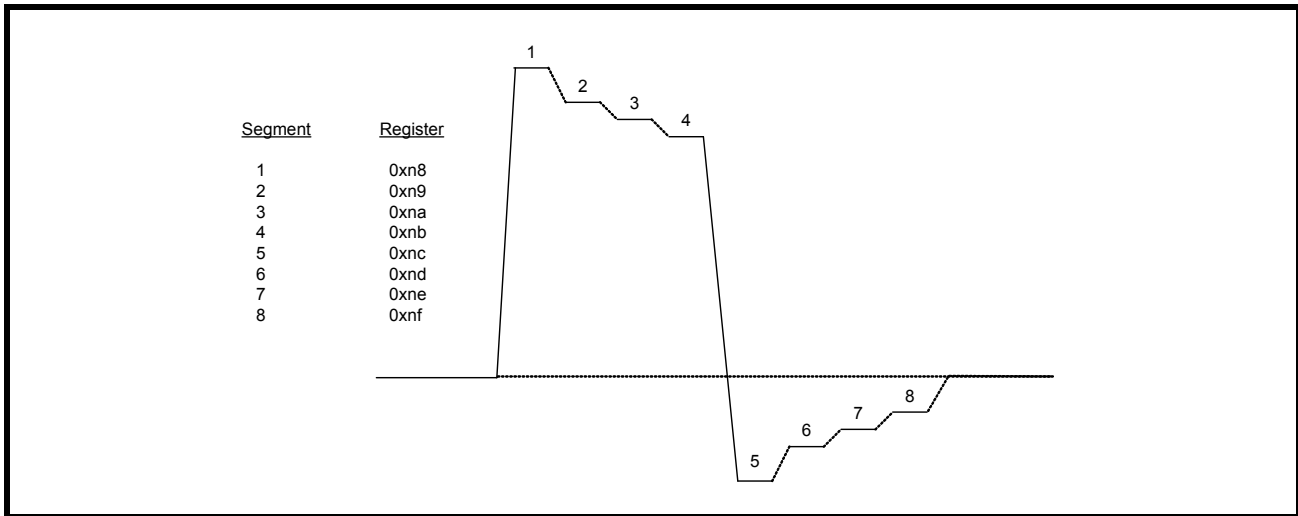 Segment Register
1 0xn8
2 0xn9
3 0xna
4 0xnb
5 0xnc
6 0xnd
7 0xne
8 0xnf
1
2
3
4
5
6
7
8